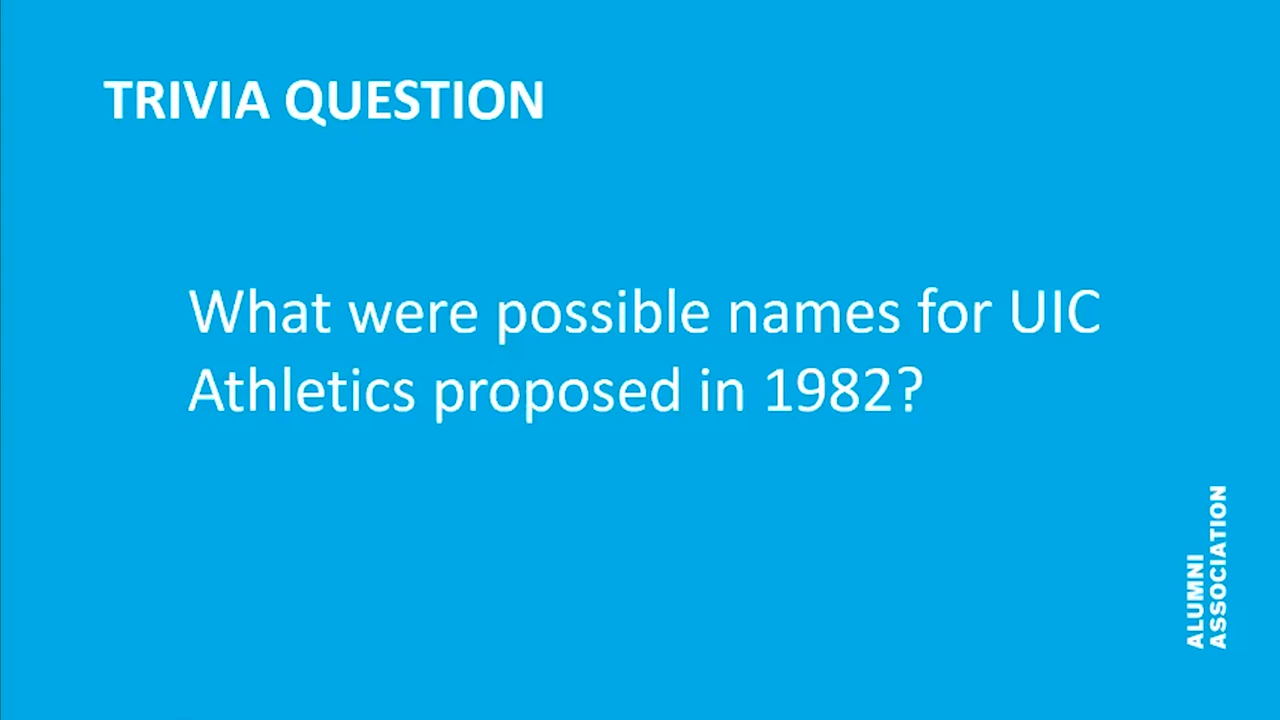 TRIVIA QUESTION
What were possible names for UIC
Athletics proposed in 1982?
ALUMNI
ASSOCIATION